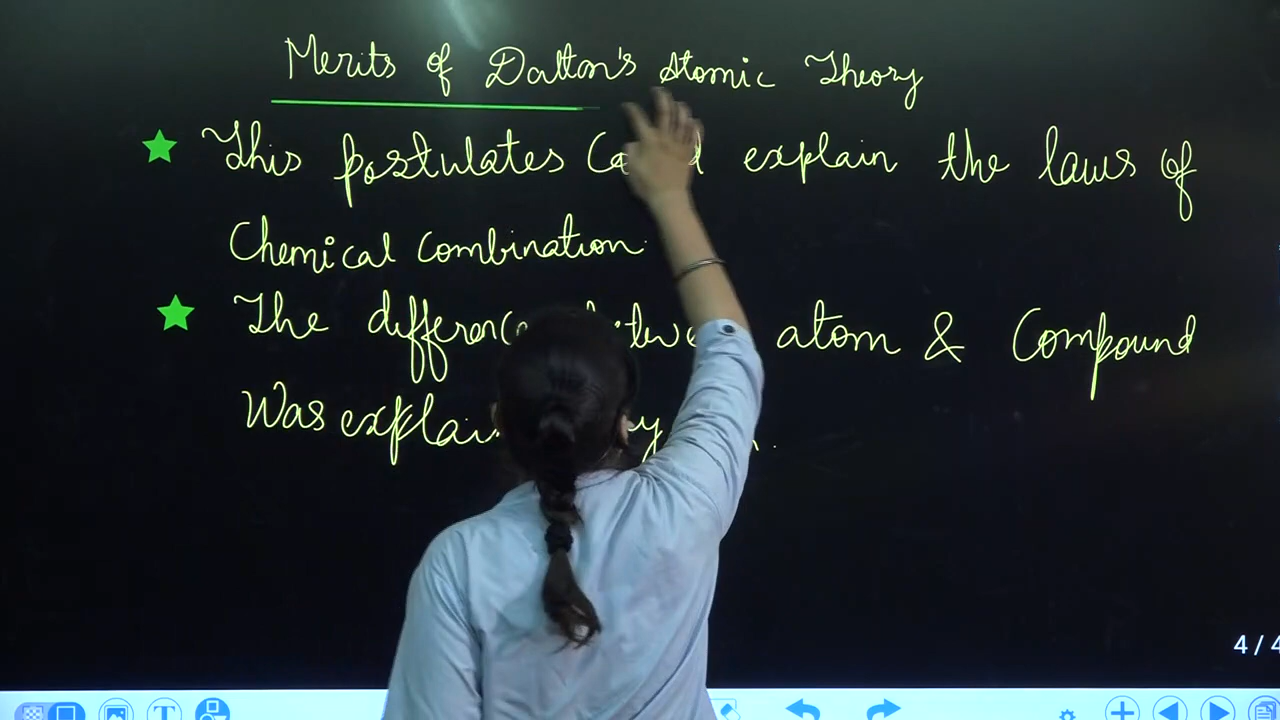 Merits of Dalton's Atomic Theory
This postulates explain the laws of
Chemical combination.
The atom & Compound
Was
4 / 4